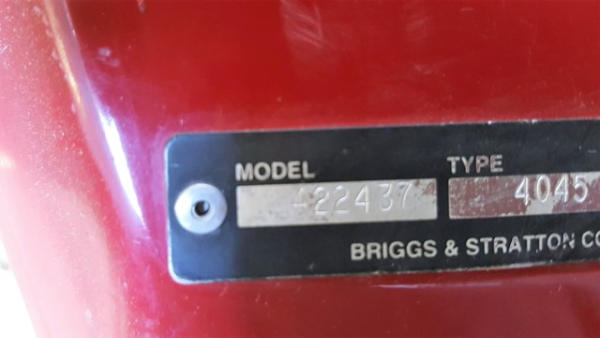 MODEL TYPE
422437 4045
BRIGGS & STRATTON CO